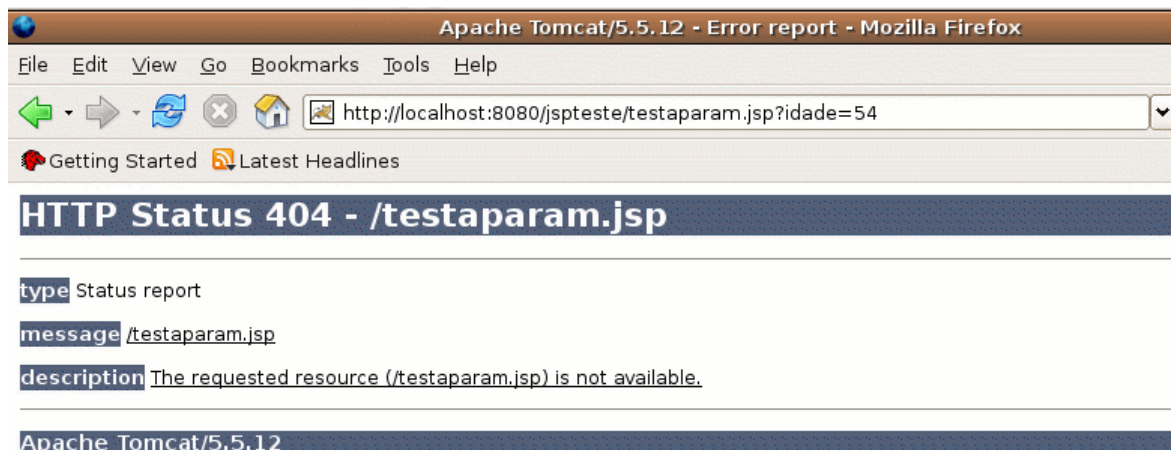 Apache Tomcat/5.5.12 - Error report - Mozilla Firefox
File Edit View Go Bookmarks Tools Help
http://localhost:8080/jspteste/testaparam.jsp?idade=54
Getting Started Latest Headlines
HTTP Status 404 - /testaparam.jsp
type Status report
message /testaparam.jsp
description The requested resource (/testaparam.jsp) is not available.
Apache Tomcat/5.5.12